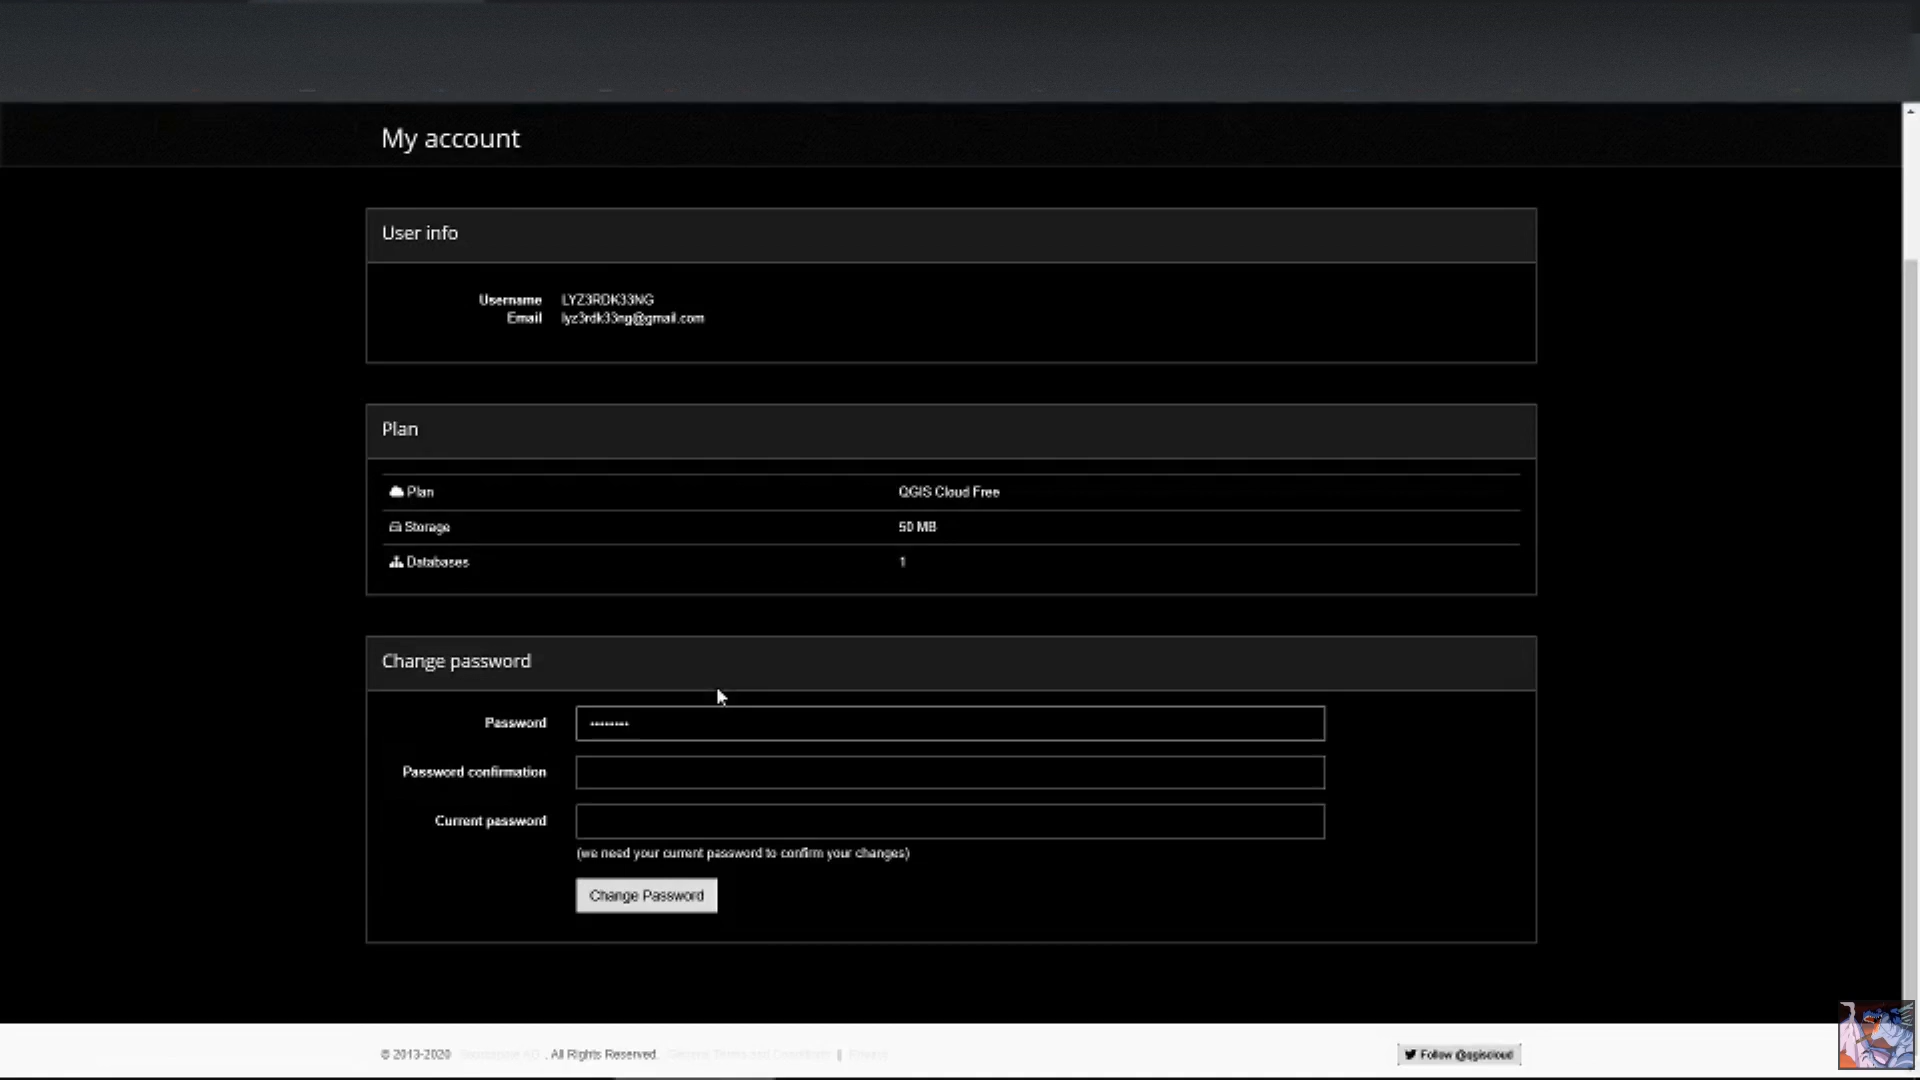 My account
User info
Username LYZ3RDK33NG
Email lyz3rdk33ng@gmail.com
Plan
Plan QGIS Cloud Free
Storage 50 MB
Databases 1
Change password
Password ••••••••
Password confirmation
Current password
(we need your current password to confirm your changes)
Change Password
© 2013-2020 , All Rights Reserved. | 
Follow @qgiscloud